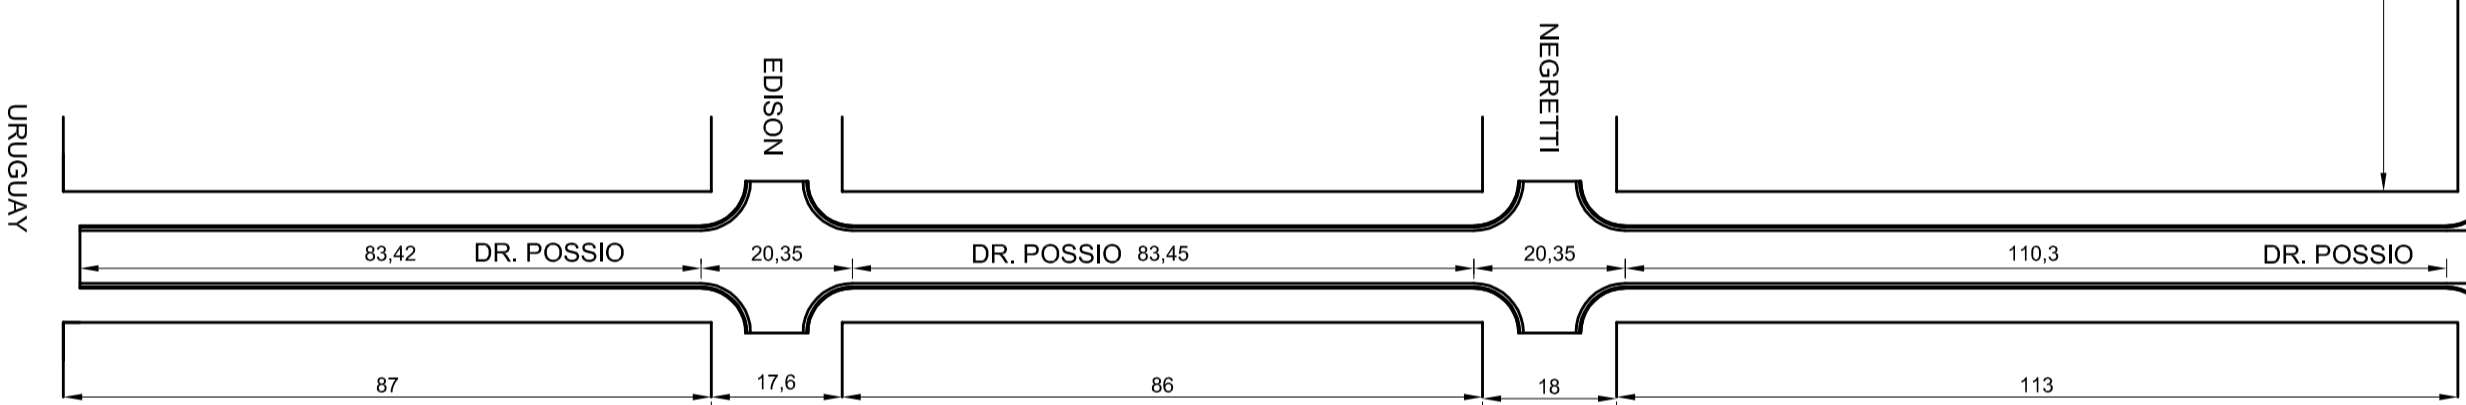 URUGUAY
EDISON
NEGRETTI
83,42 DR. POSSIO 20,35 DR. POSSIO 83,45 20,35 110,3 DR. POSSIO
87 17,6 86 18 113